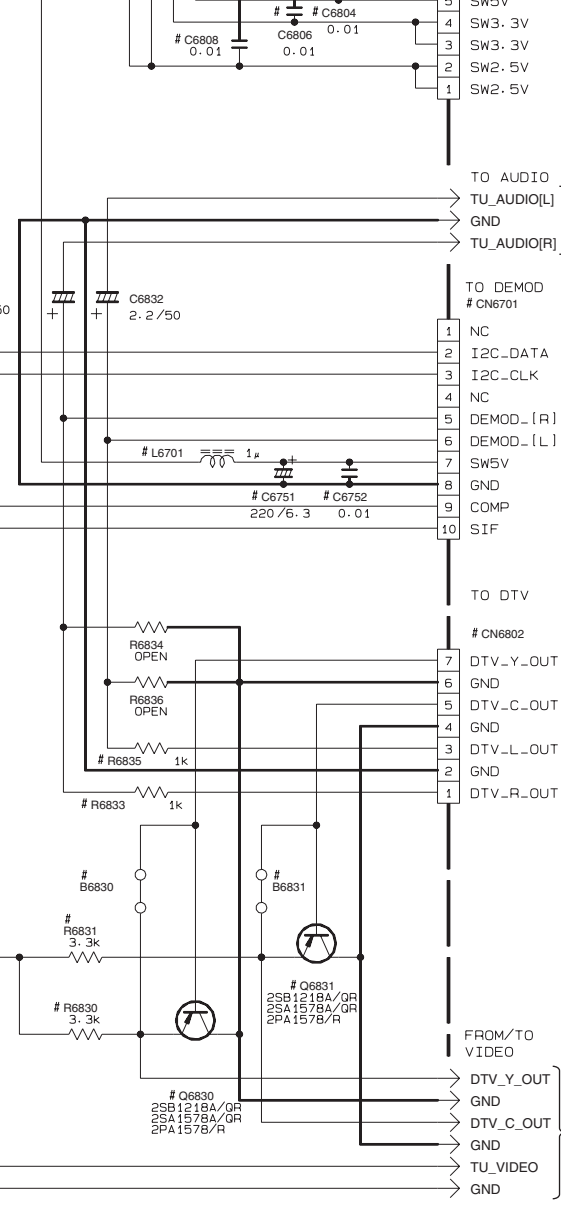 5 SW5V
# # C6804
0.01
4 SW3.3V
# C6808 C6806
0.01 0.01
3 SW3.3V
2 SW2.5V
1 SW2.5V
TO AUDIO
TU_AUDIO[L]
GND
TU_AUDIO[R]
TO DEMOD
# CN6701
C6832
+ + 2.2/50
1 NC
2 I2C_DATA
3 I2C_CLK
4 NC
5 DEMOD_[R]
6 DEMOD_[L]
# L6701 1μ +
7 SW5V
8 GND
# C6751 # C6752
220/6.3 0.01
9 COMP
10 SIF
TO DTV
# CN6802
R6834
OPEN
7 DTV_Y_OUT
6 GND
R6836
OPEN
5 DTV_C_OUT
4 GND
3 DTV_L_OUT
# R6835 1k
2 GND
1 DTV_R_OUT
# R6833 1k
#
B6830
#
B6831
#
R6831
3.3k
# Q6831
2SB1218A/QR
2SA1578A/QR
2PA1578/R
# R6830
3.3k
FROM/TO
VIDEO
DTV_Y_OUT
# Q6830
2SB1218A/QR
2SA1578A/QR
2PA1578/R
GND
DTV_C_OUT
GND
TU_VIDEO
GND